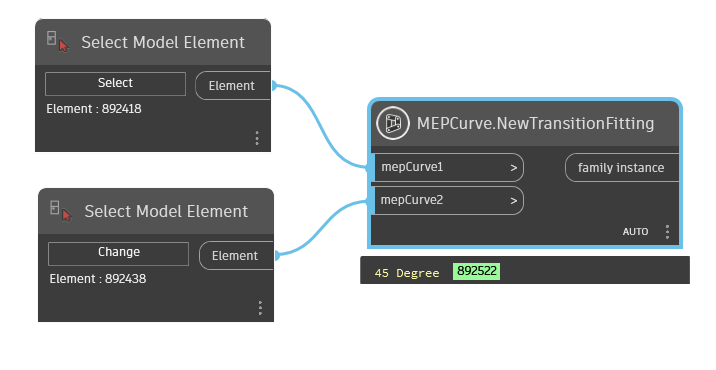 Select Model Element
Select
Element
Element : 892418
MEPCurve.NewTransitionFitting
mepCurve1 >
family instance
mepCurve2 >
AUTO
45 Degree 892522
Select Model Element
Change
Element
Element : 892438